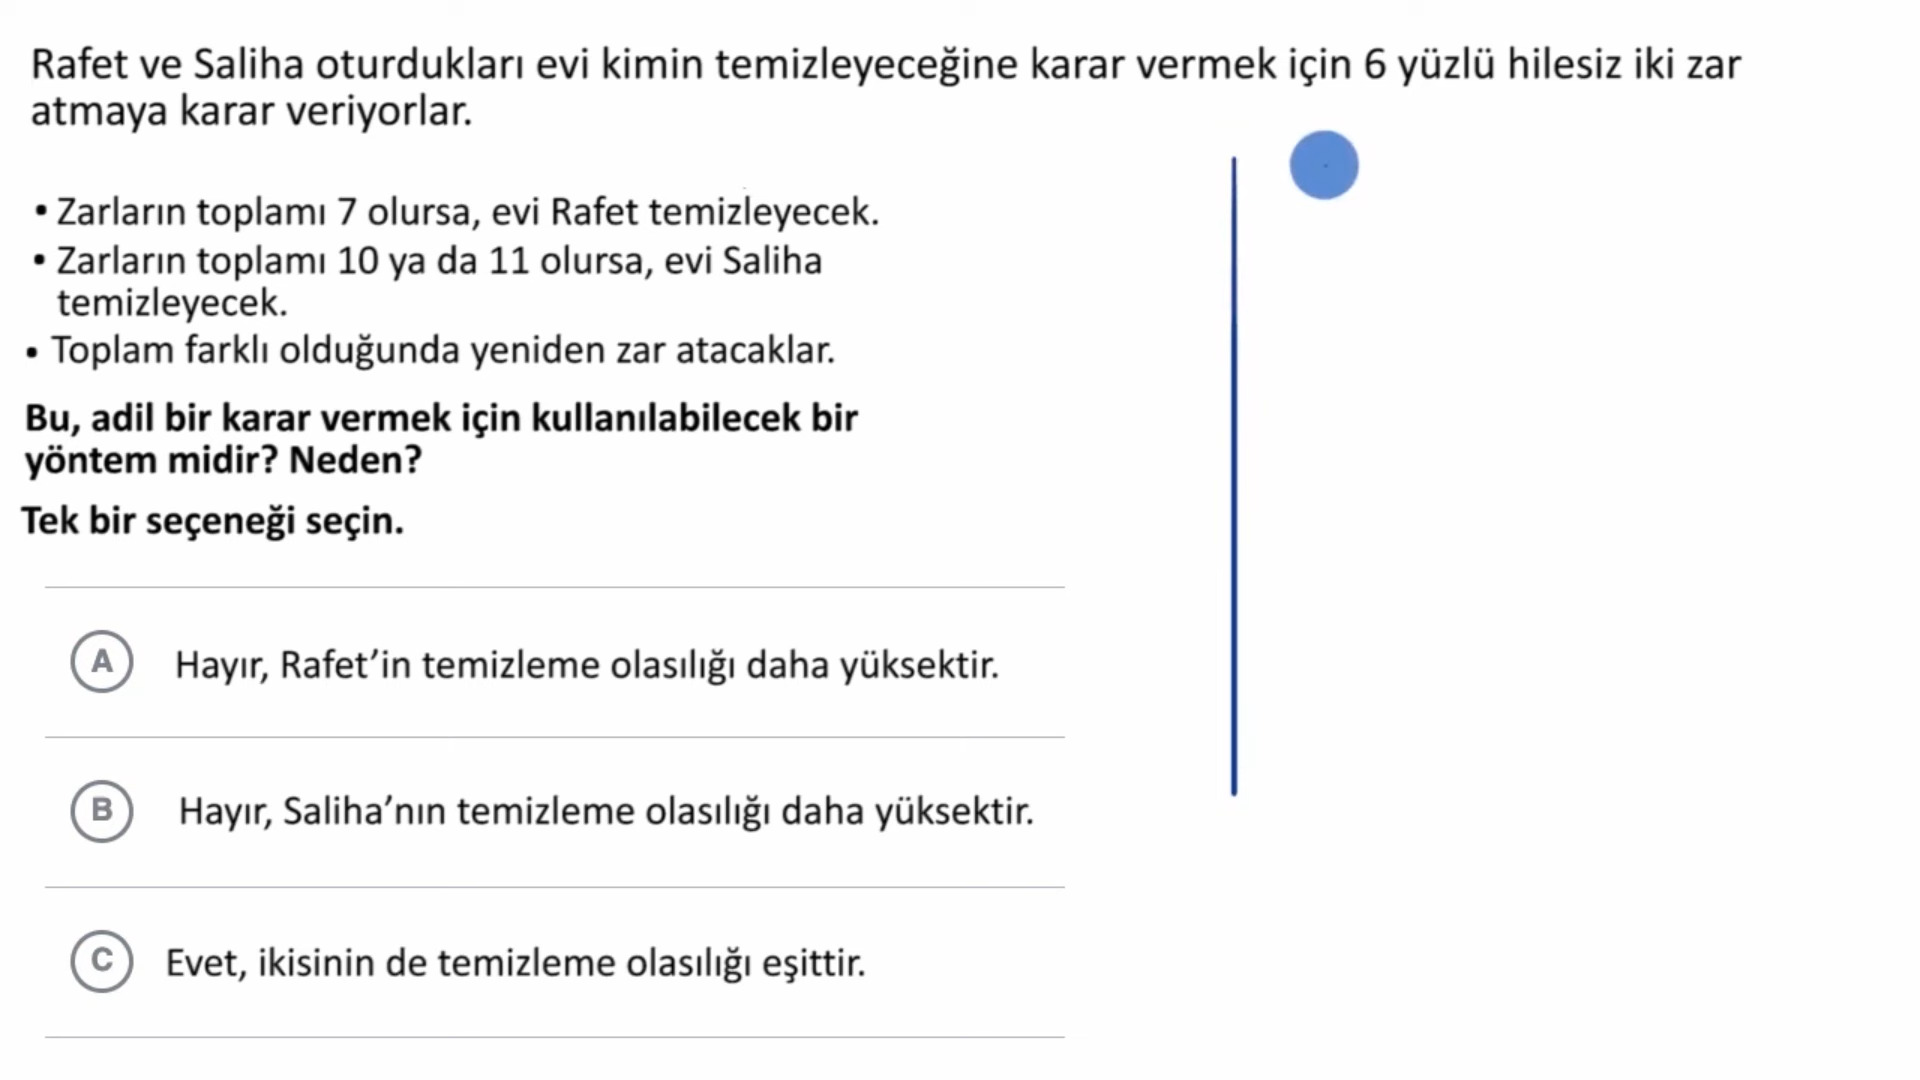 Rafet ve Saliha oturdukları evi kimin temizleyeceğine karar vermek için 6 yüzlü hilesiz iki zar
atmaya karar veriyorlar.
• Zarların toplamı 7 olursa, evi Rafet temizleyecek.
• Zarların toplamı 10 ya da 11 olursa, evi Saliha
temizleyecek.
• Toplam farklı olduğunda yeniden zar atacaklar.
Bu, adil bir karar vermek için kullanılabilecek bir
yöntem midir? Neden?
Tek bir seçeneği seçin.
A Hayır, Rafet’in temizleme olasılığı daha yüksektir.
B Hayır, Saliha’nın temizleme olasılığı daha yüksektir.
C Evet, ikisinin de temizleme olasılığı eşittir.